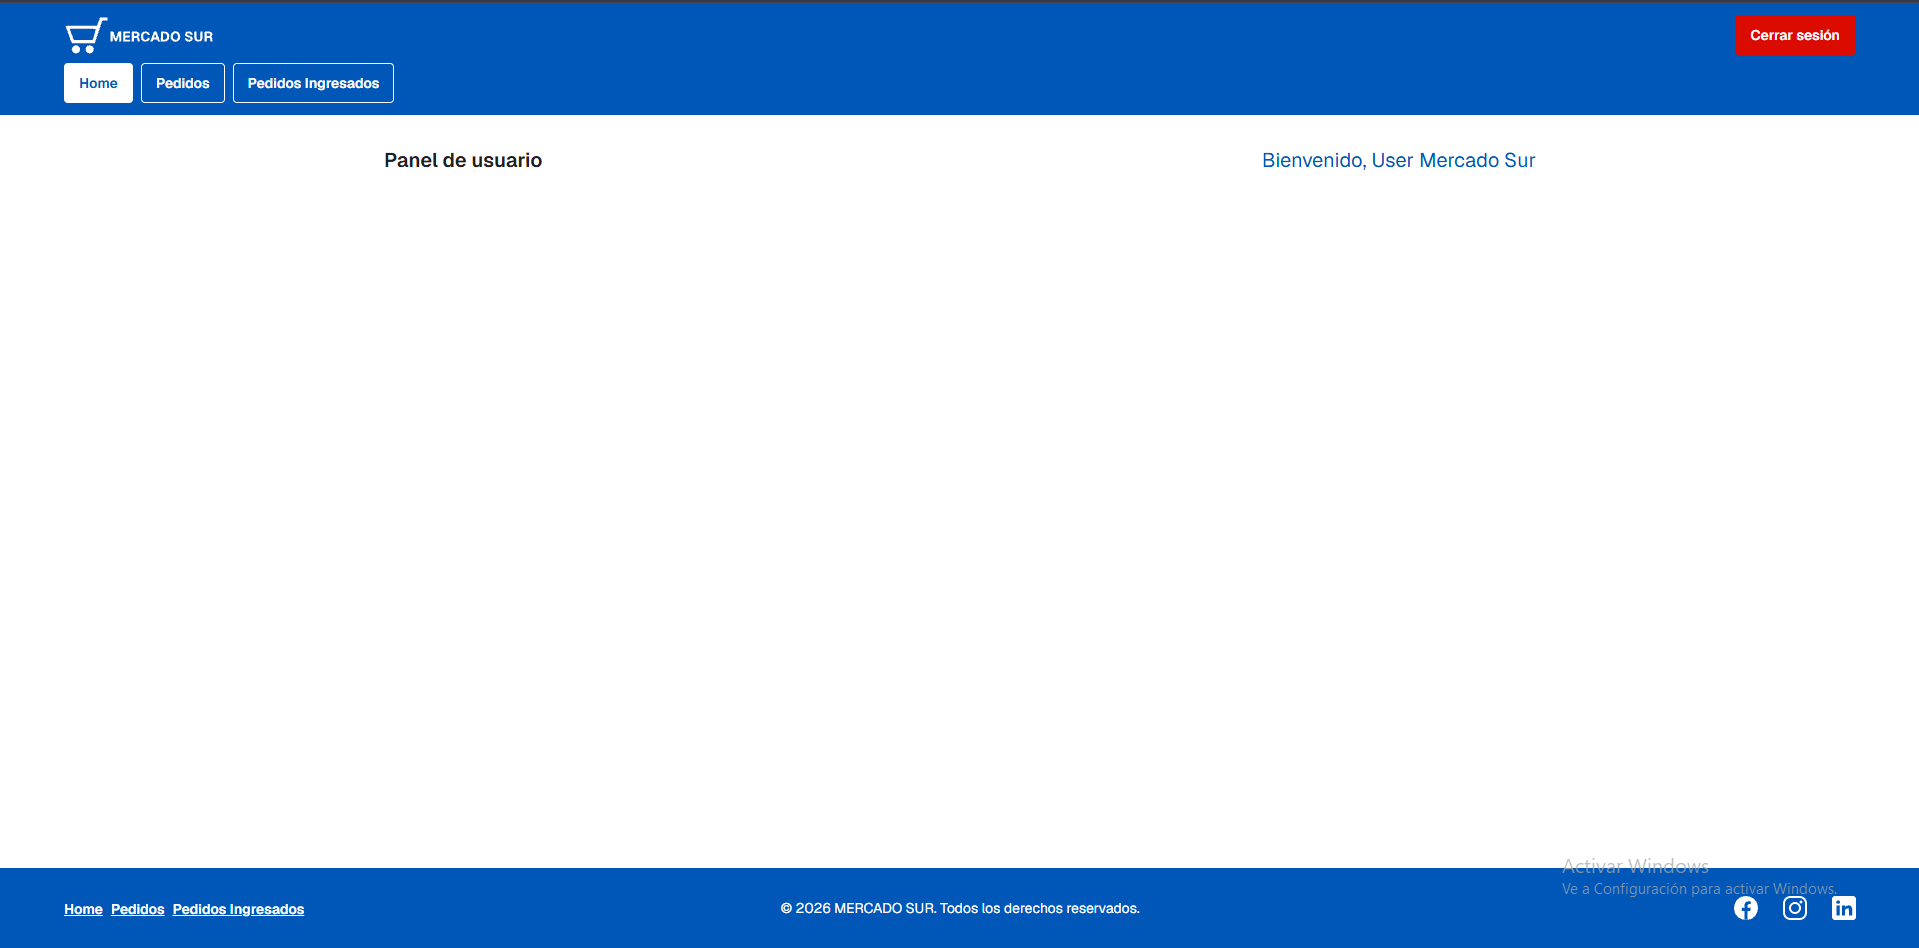 MERCADO SUR
Cerrar sesión
Home
Pedidos
Pedidos Ingresados
Panel de usuario
Bienvenido, User Mercado Sur
Activar Windows
Ve a Configuración para activar Windows.
Home Pedidos Pedidos Ingresados
© 2026 MERCADO SUR. Todos los derechos reservados.